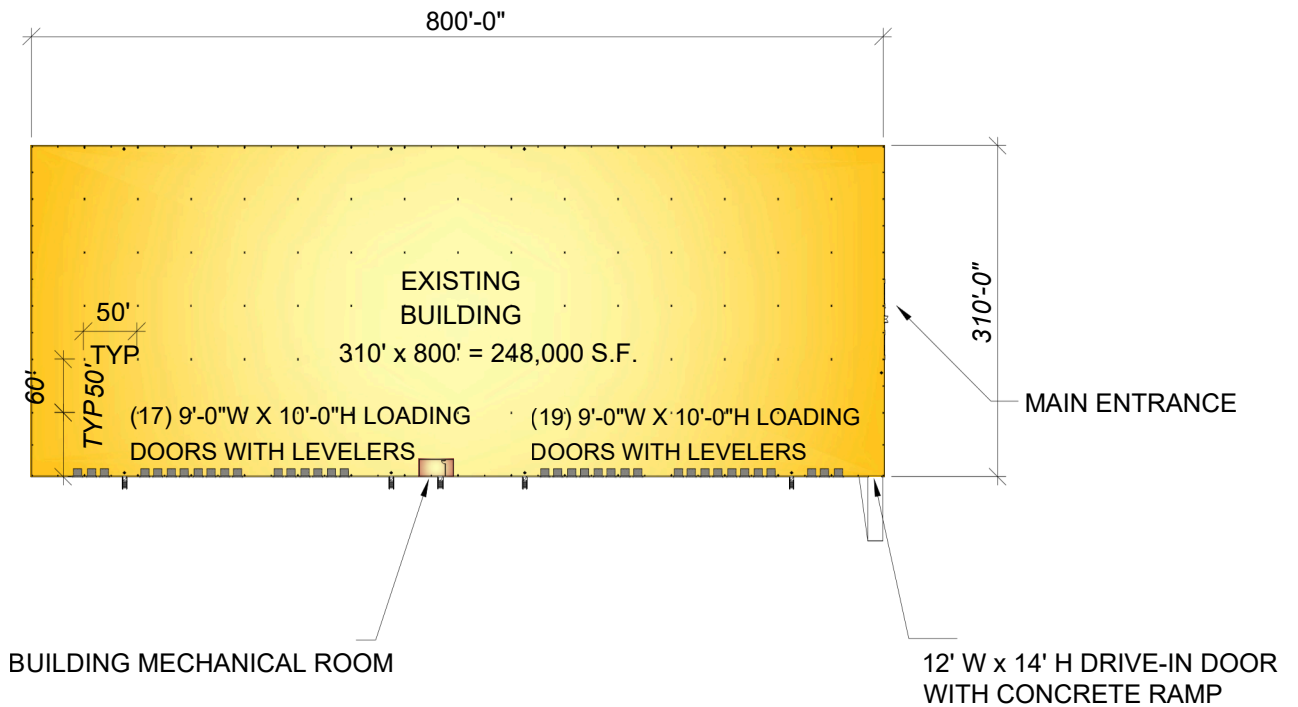 800'-0"
EXISTING
BUILDING
310' x 800' = 248,000 S.F.
50'
TYP
60'
TYP50'
310'-0"
(17) 9'-0"W X 10'-0"H LOADING
DOORS WITH LEVELERS
(19) 9'-0"W X 10'-0"H LOADING
DOORS WITH LEVELERS
MAIN ENTRANCE
BUILDING MECHANICAL ROOM
12' W x 14' H DRIVE-IN DOOR
WITH CONCRETE RAMP